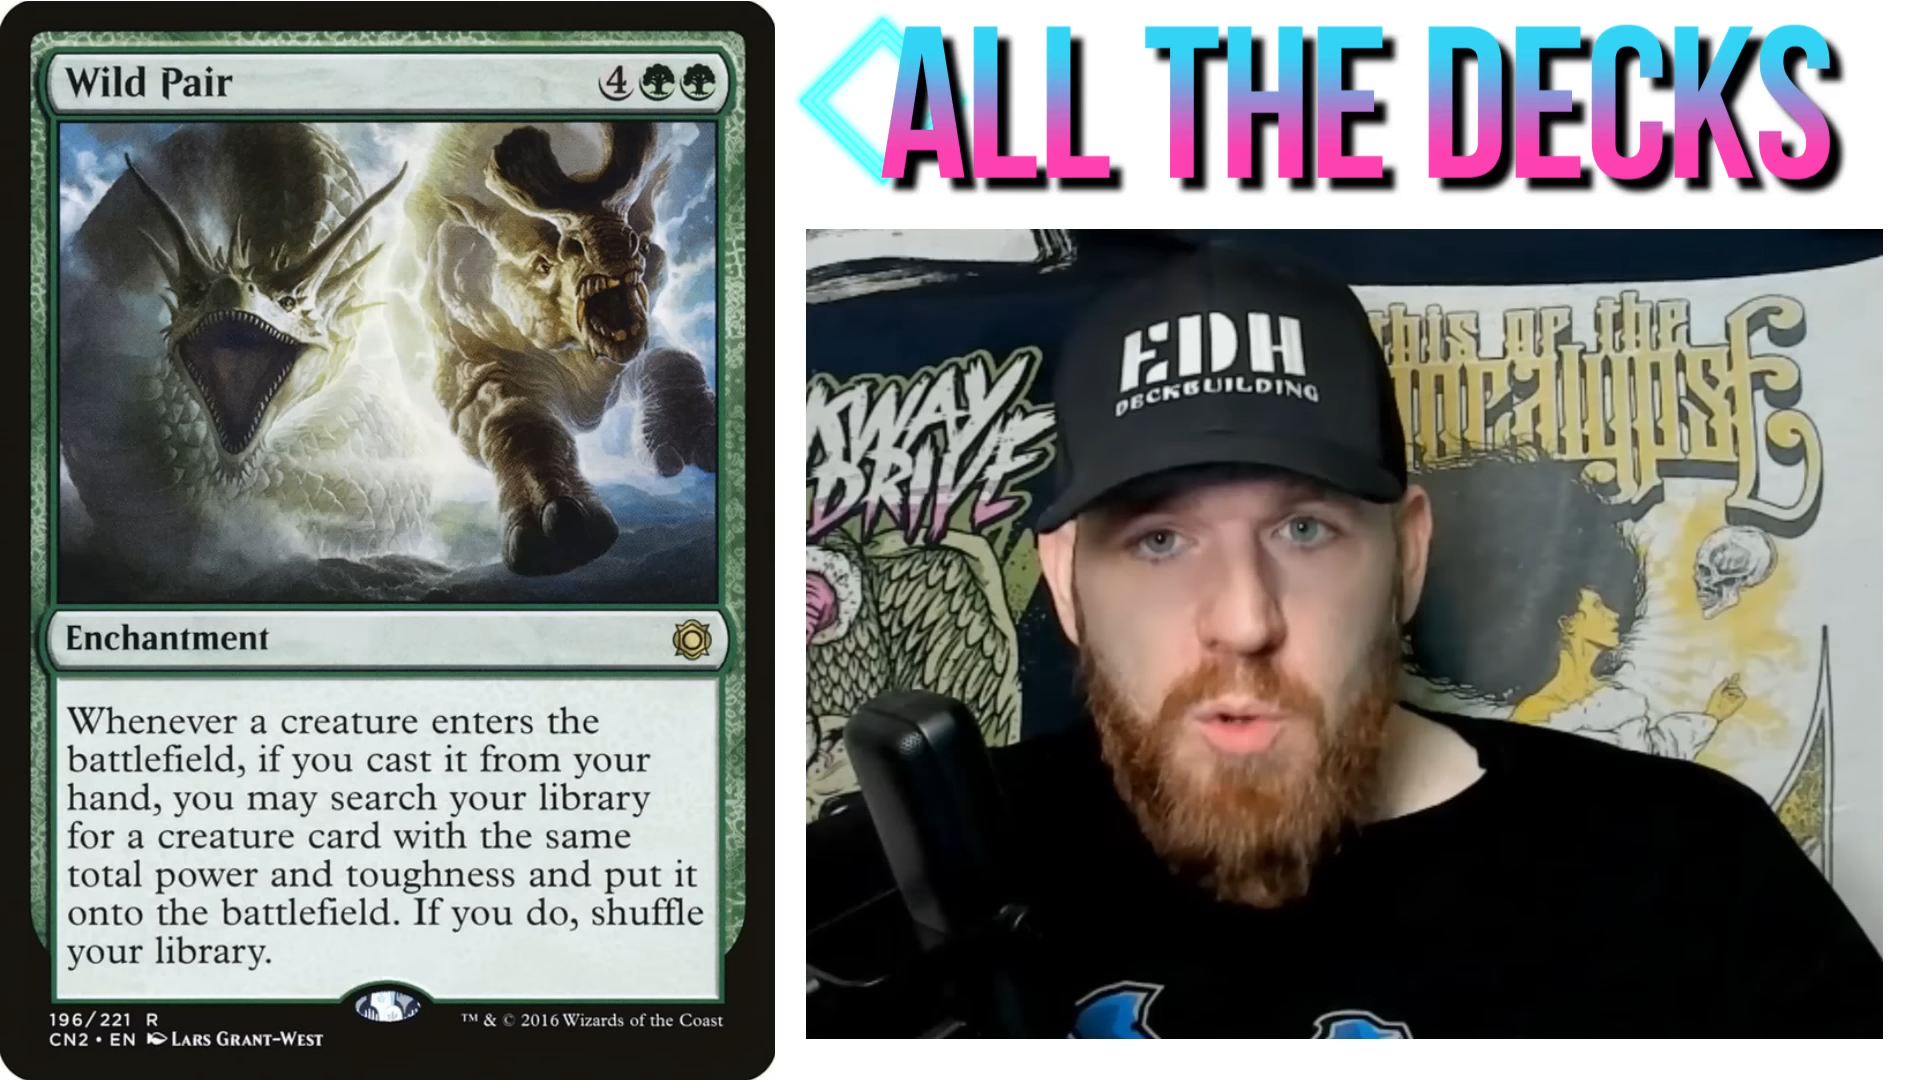 Wild Pair
4
Enchantment
Whenever a creature enters the
battlefield, if you cast it from your
hand, you may search your library
for a creature card with the same
total power and toughness and put it
onto the battlefield. If you do, shuffle
your library.
196/221 R
CN2 • EN LARS GRANT-WEST
™ & © 2016 Wizards of the Coast
ALL THE DECKS
EDH
DECKBUILDING
DRIVE
of the